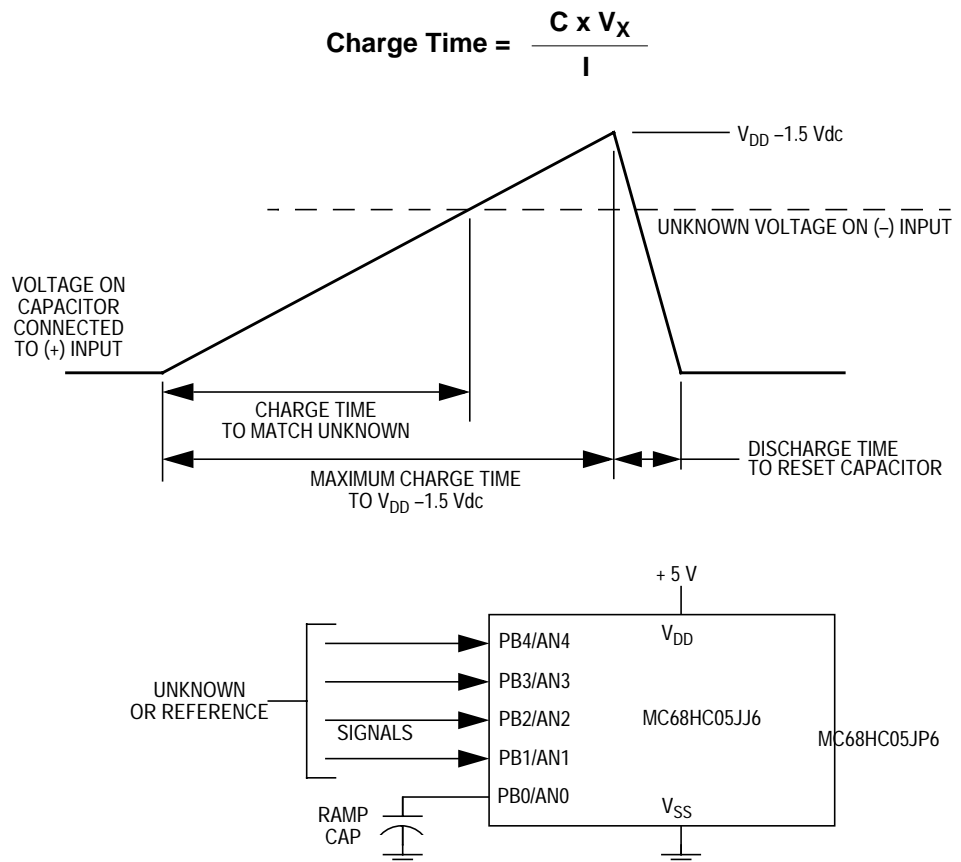 Charge Time = C x VX
I
VDD –1.5 Vdc
UNKNOWN VOLTAGE ON (–) INPUT
VOLTAGE ON
CAPACITOR
CONNECTED
TO (+) INPUT
CHARGE TIME
TO MATCH UNKNOWN
MAXIMUM CHARGE TIME
TO VDD –1.5 Vdc
DISCHARGE TIME
TO RESET CAPACITOR
+ 5 V
VDD
UNKNOWN
OR REFERENCE
SIGNALS
PB4/AN4
PB3/AN3
PB2/AN2
PB1/AN1
PB0/AN0
MC68HC05JJ6
MC68HC05JP6
RAMP
CAP
VSS